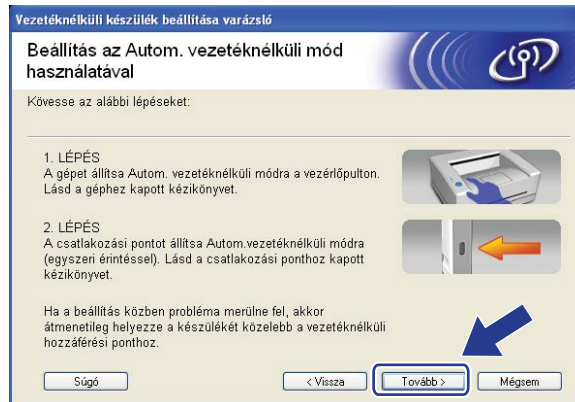 Vezetéknélküli készülék beállítása varázsló
Beállítás az Autom. vezetéknélküli mód
használatával
Kövesse az alábbi lépéseket:
1. LÉPÉS
A gépet állítsa Autom. vezetéknélküli módra a vezérlőpulton.
Lásd a géphez kapott kézikönyvet.
2. LÉPÉS
A csatlakozási pontot állítsa Autom.vezetéknélküli módra
(egyszeri érintéssel). Lásd a csatlakozási ponthoz kapott
kézikönyvet.
Ha a beállítás közben probléma merülne fel, akkor
átmenetileg helyezze a készülékét közelebb a vezetéknélküli
hozzáférési ponthoz.
Súgó
< Vissza
Tovább >
Mégsem